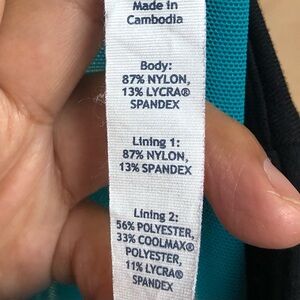 Made in
Cambodia
Body:
87% NYLON,
13% LYCRA®
SPANDEX
Lining 1:
87% NYLON,
13% SPANDEX
Lining 2:
56% POLYESTER,
33% COOLMAX®
POLYESTER,
11% LYCRA®
SPANDEX